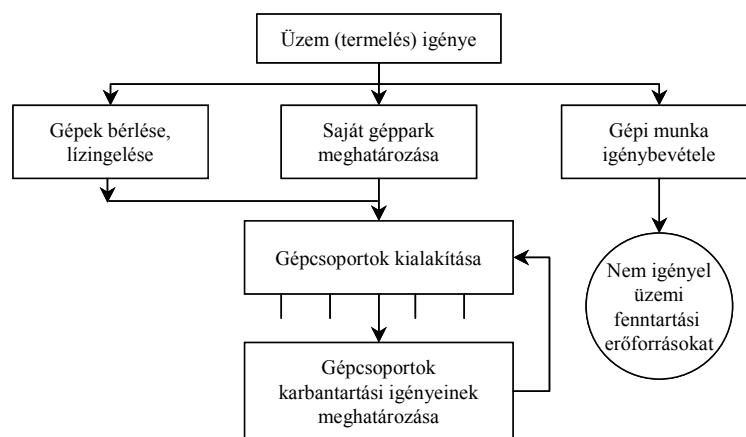 Üzem (termelés) igénye
Gépek bérlése,
lízingelése
Saját géppark
meghatározása
Gépi munka
igénybevétele
Gépcsoportok kialakítása
Nem igényel
üzemi
fenntartási
erőforrásokat
Gépcsoportok
karbantartási igényeinek
meghatározása